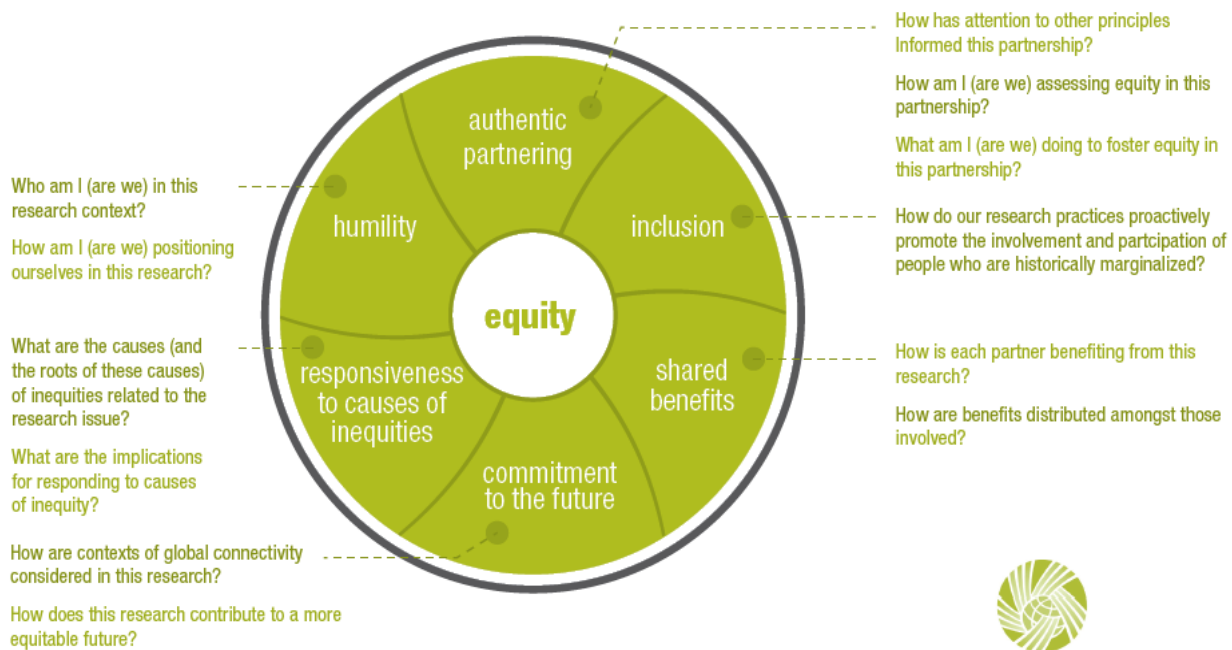 How has attention to other principles
Informed this partnership?
How am I (are we) assessing equity in this
partnership?
What am I (are we) doing to foster equity in
this partnership?
authentic
partnering
Who am I (are we) in this
research context?
How am I (are we) positioning
ourselves in this research?
humility
inclusion
How do our research practices proactively
promote the involvement and partcipation of
people who are historically marginalized?
equity
What are the causes (and
the roots of these causes)
of inequities related to the
research issue?
What are the implications
for responding to causes
of inequity?
responsiveness
to causes of
inequities
shared
benefits
How is each partner benefiting from this
research?
How are benefits distributed amongst those
involved?
commitment
to the future
How are contexts of global connectivity
considered in this research?
How does this research contribute to a more
equitable future?